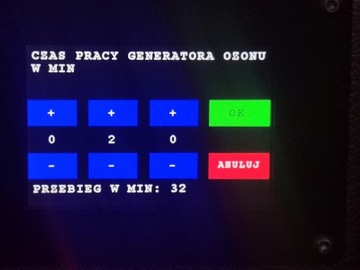 CZAS PRACY GENERATORA OZONU
W MIN
+ + + OK
0 2 0
- - - ANULUJ
PRZEBIEG W MIN: 32